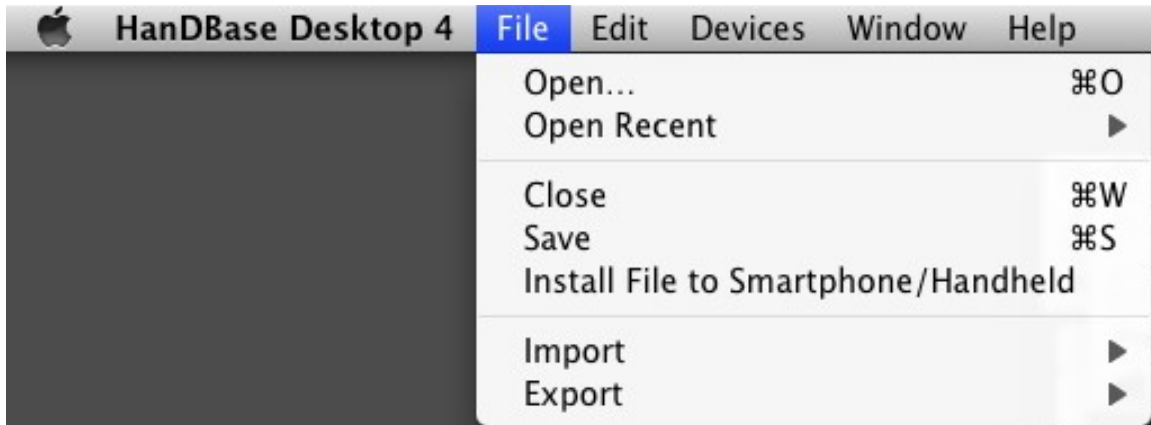 HanDBase Desktop 4 File Edit Devices Window Help
Open... ⌘O
Open Recent
Close ⌘W
Save ⌘S
Install File to Smartphone/Handheld
Import
Export